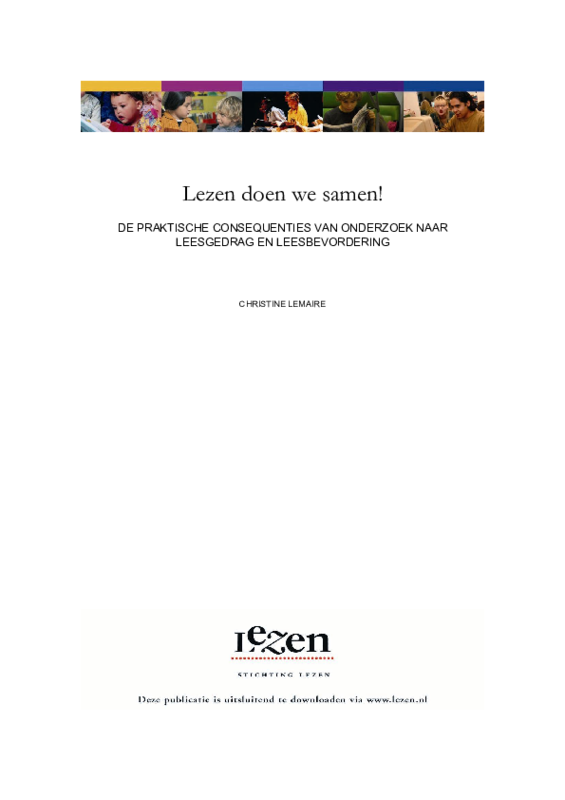 Lezen doen we samen!
DE PRAKTISCHE CONSEQUENTIES VAN ONDERZOEK NAAR
LEESGEDRAG EN LEESBEVORDERING
CHRISTINE LEMAIRE
Lezen
STICHTING LEZEN
Deze publicatie is uitsluitend te downloaden via www.lezen.nl